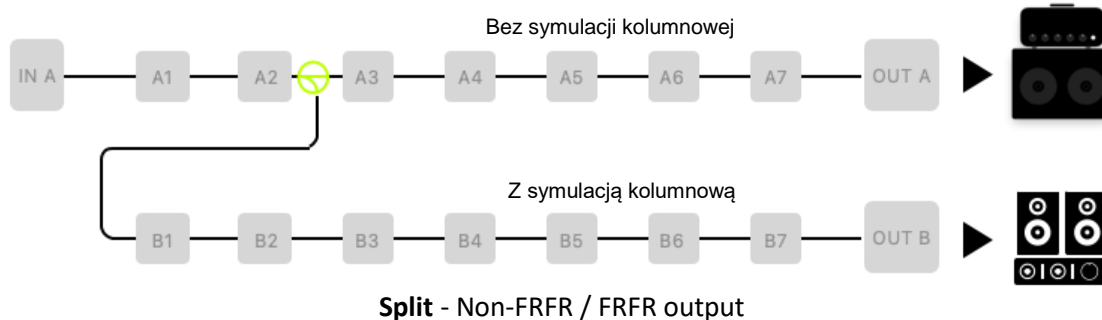 Bez symulacji kolumnowej
IN A A1 A2 A3 A4 A5 A6 A7 OUT A
Z symulacją kolumnową
B1 B2 B3 B4 B5 B6 B7 OUT B
Split - Non-FRFR / FRFR output